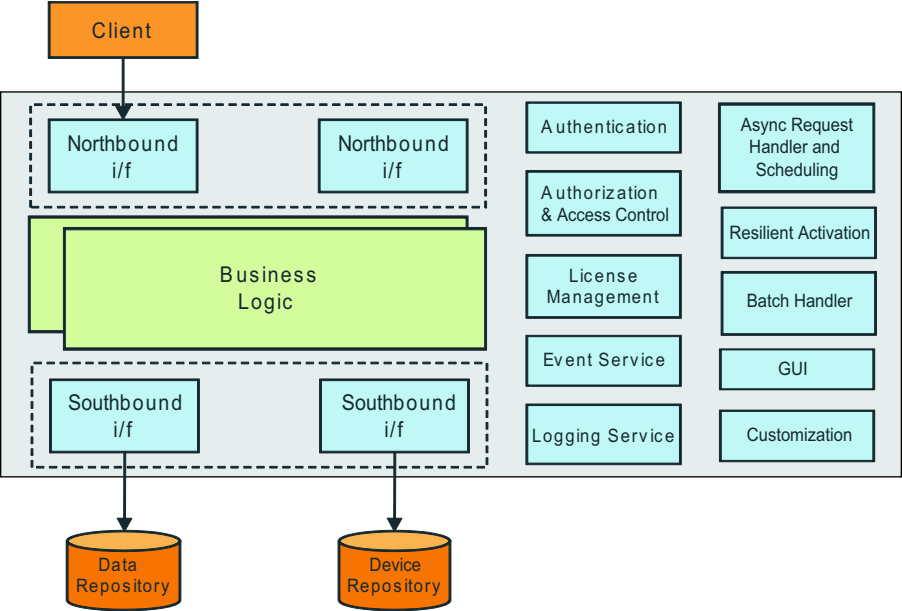 Client
Northbound
i/f
Northbound
i/f
Business
Logic
Southbound
i/f
Southbound
i/f
Data
Repository
Device
Repository
Authentication
Authorization
& Access Control
License
Management
Event Service
Logging Service
Async Request
Handler and
Scheduling
Resilient Activation
Batch Handler
GUI
Customization